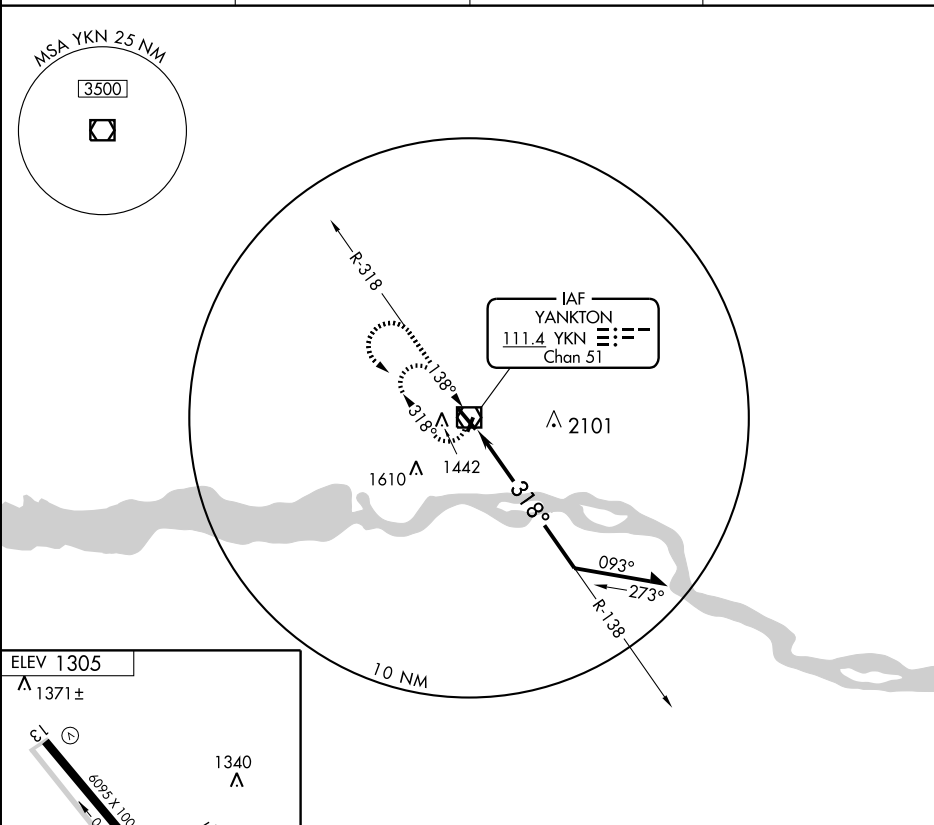 MSA YKN 25 NM
3500
R-318
IAF
YANKTON
111.4 YKN
Chan 51
138°
318°
2101
1442
1610
318°
093°
273°
R-138
10 NM
ELEV 1305
1371±
13
V
1340
6095 X 100